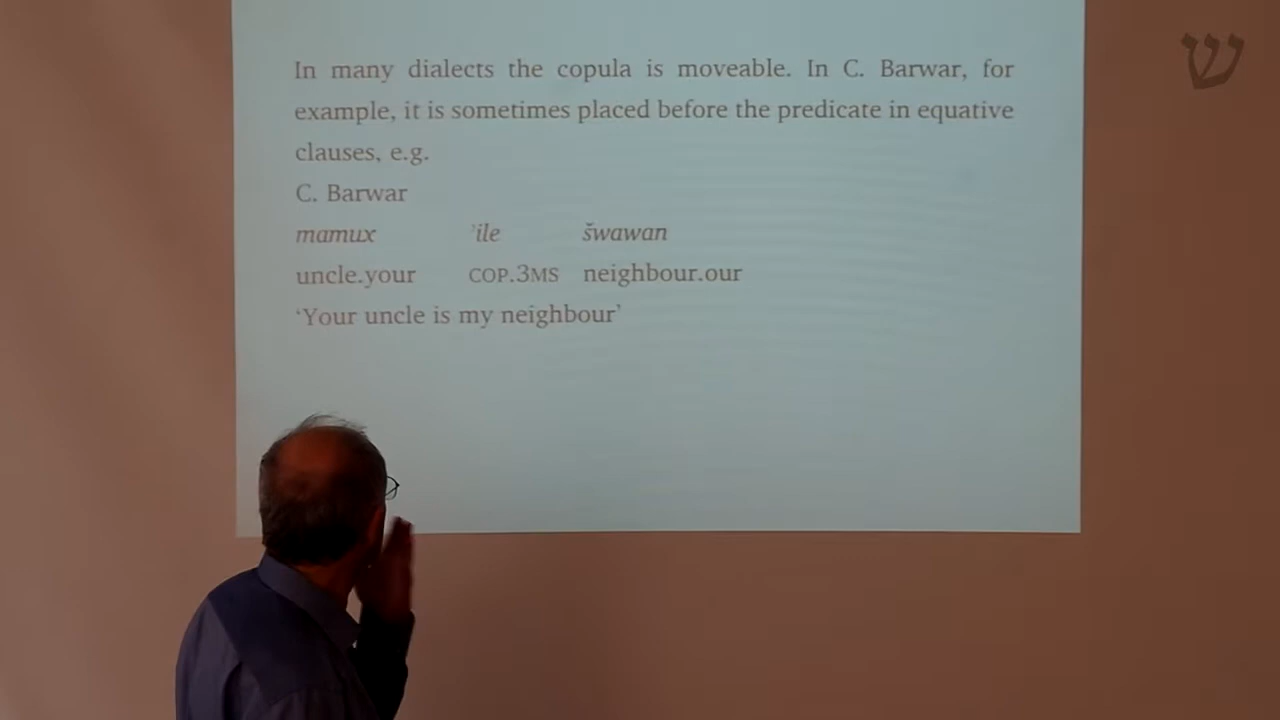 ש
In many dialects the copula is moveable. In C. Barwar, for
example, it is sometimes placed before the predicate in equative
clauses, e.g.
C. Barwar
mamux ʾile šwawan
uncle.your COP.3MS neighbour.our
‘Your uncle is my neighbour’